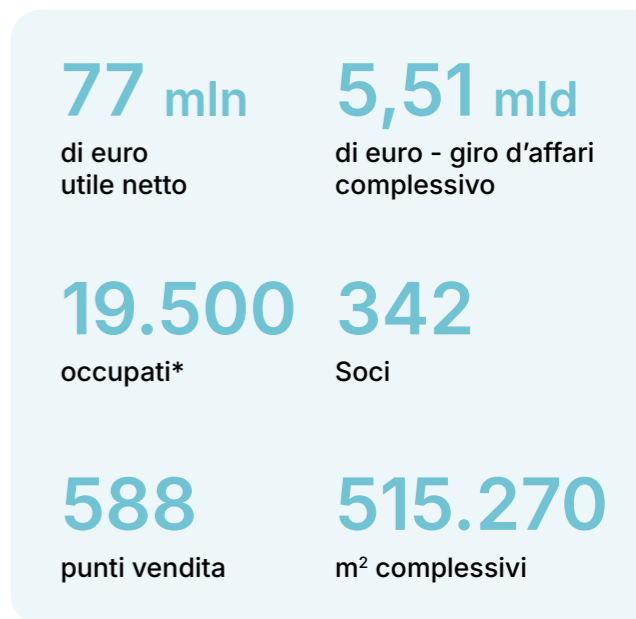 77 mln
di euro
utile netto
5,51 mld
di euro - giro d’affari
complessivo
19.500
occupati*
342
Soci
588
punti vendita
515.270
m² complessivi